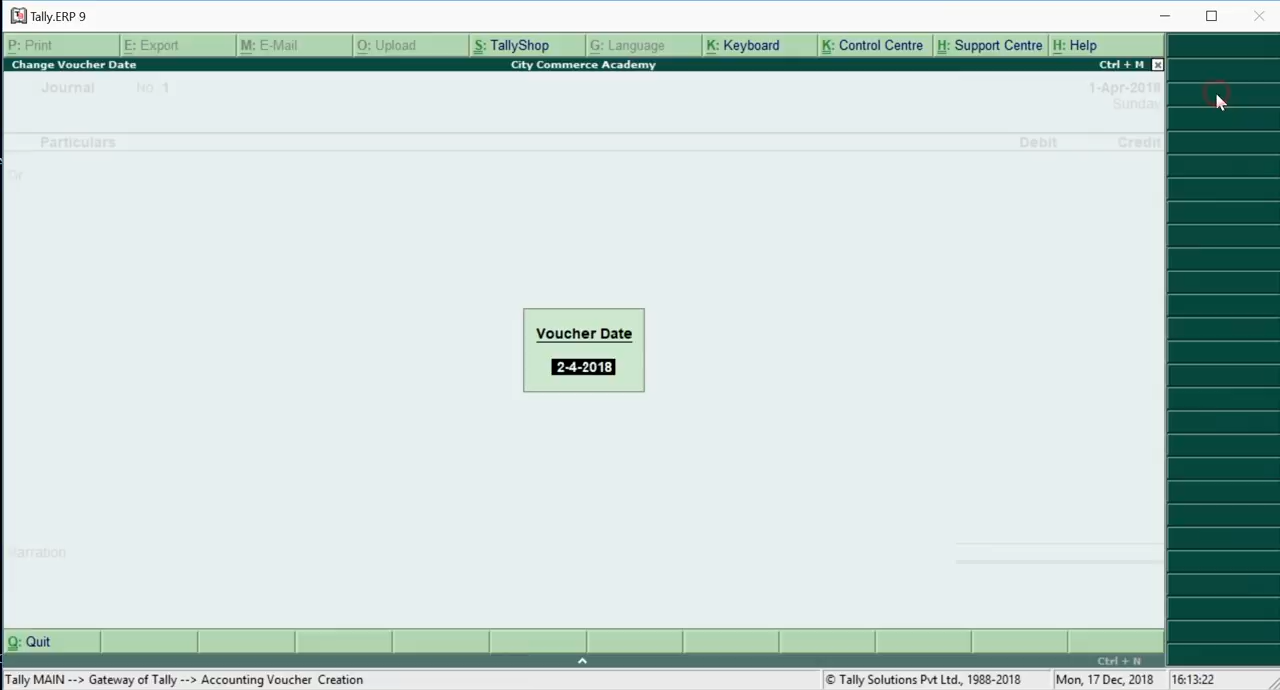 Tally.ERP 9
P: Print E: Export M: E-Mail O: Upload S: TallyShop G: Language K: Keyboard K: Control Centre H: Support Centre H: Help
Change Voucher Date City Commerce Academy Ctrl + M
Journal No. 1 1-Apr-2018
Sunday
Particulars Debit Credit
Voucher Date
2-4-2018
Narration
Q: Quit
Ctrl + N
Tally MAIN --> Gateway of Tally --> Accounting Voucher Creation © Tally Solutions Pvt Ltd., 1988-2018 Mon, 17 Dec, 2018 16:13:22